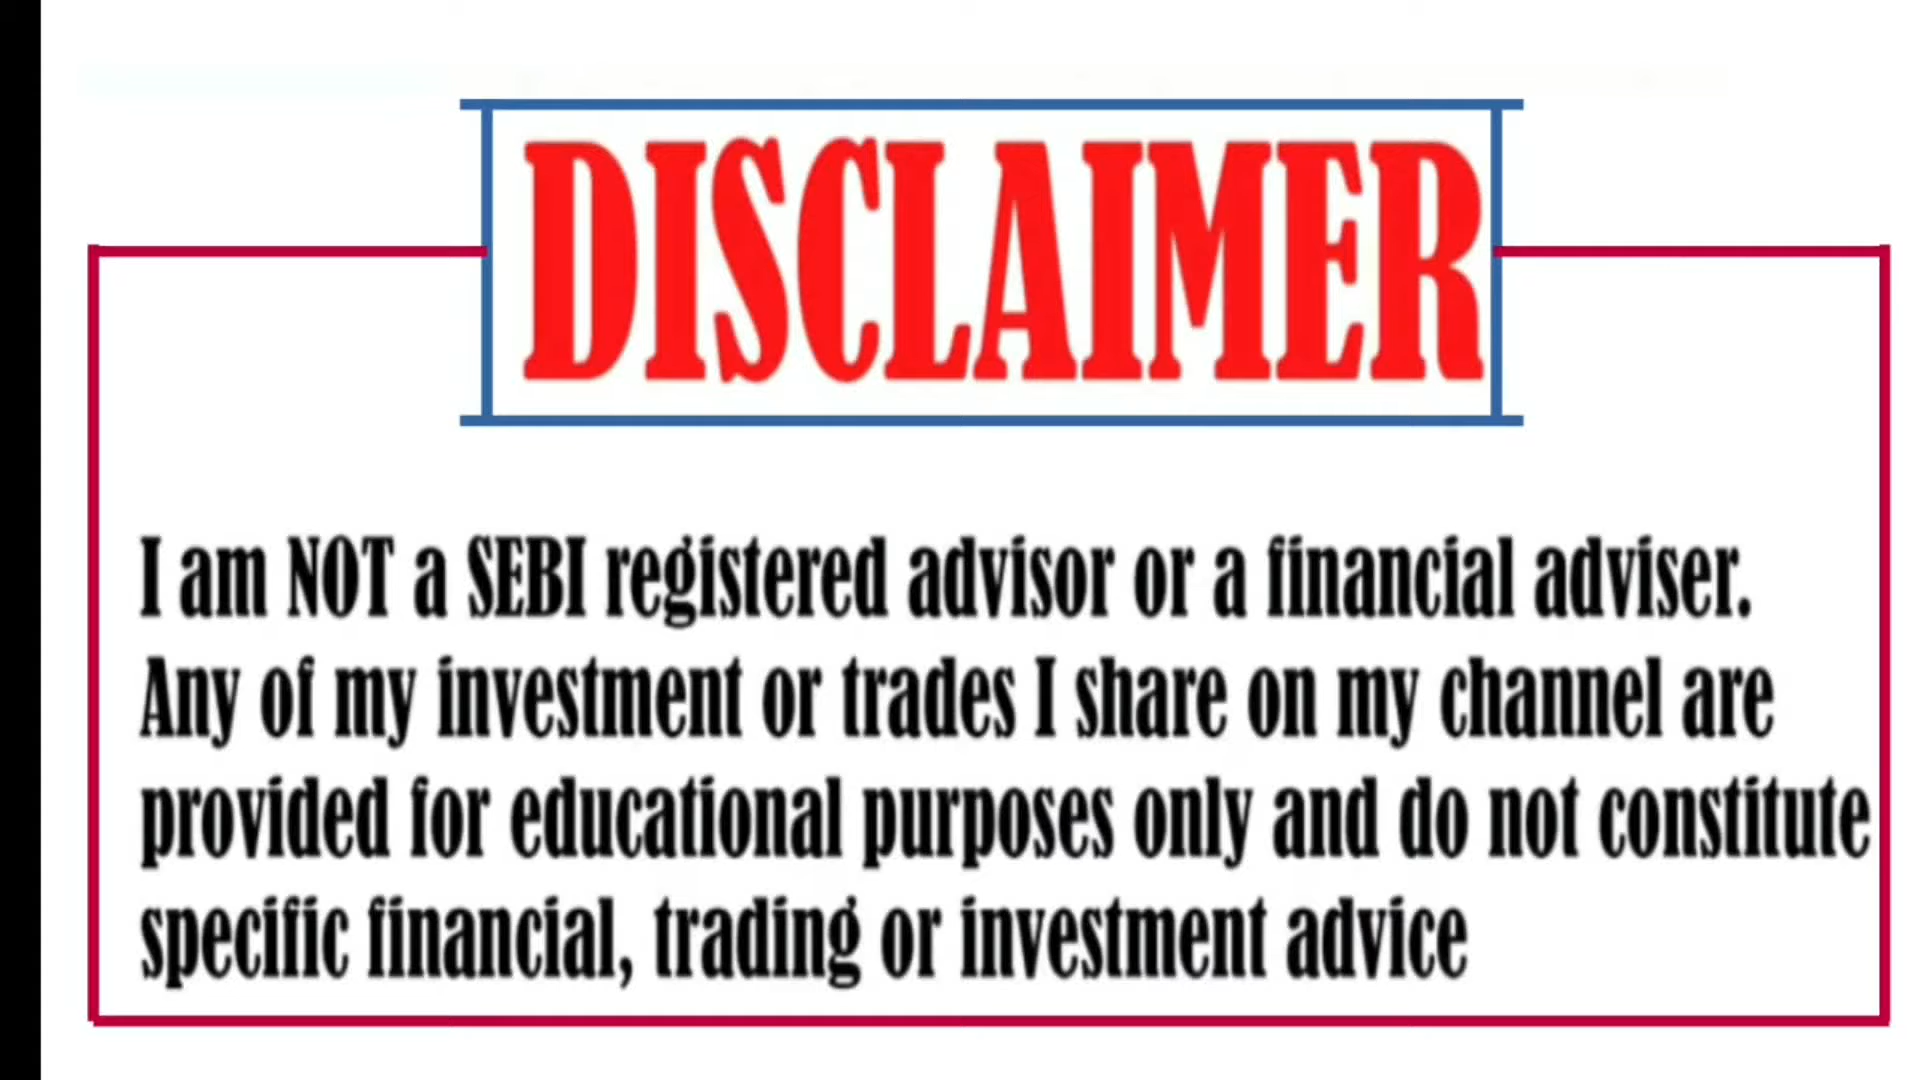 DISCLAIMER
I am NOT a SEBI registered advisor or a financial adviser.
Any of my investment or trades I share on my channel are
provided for educational purposes only and do not constitute
specific financial, trading or investment advice